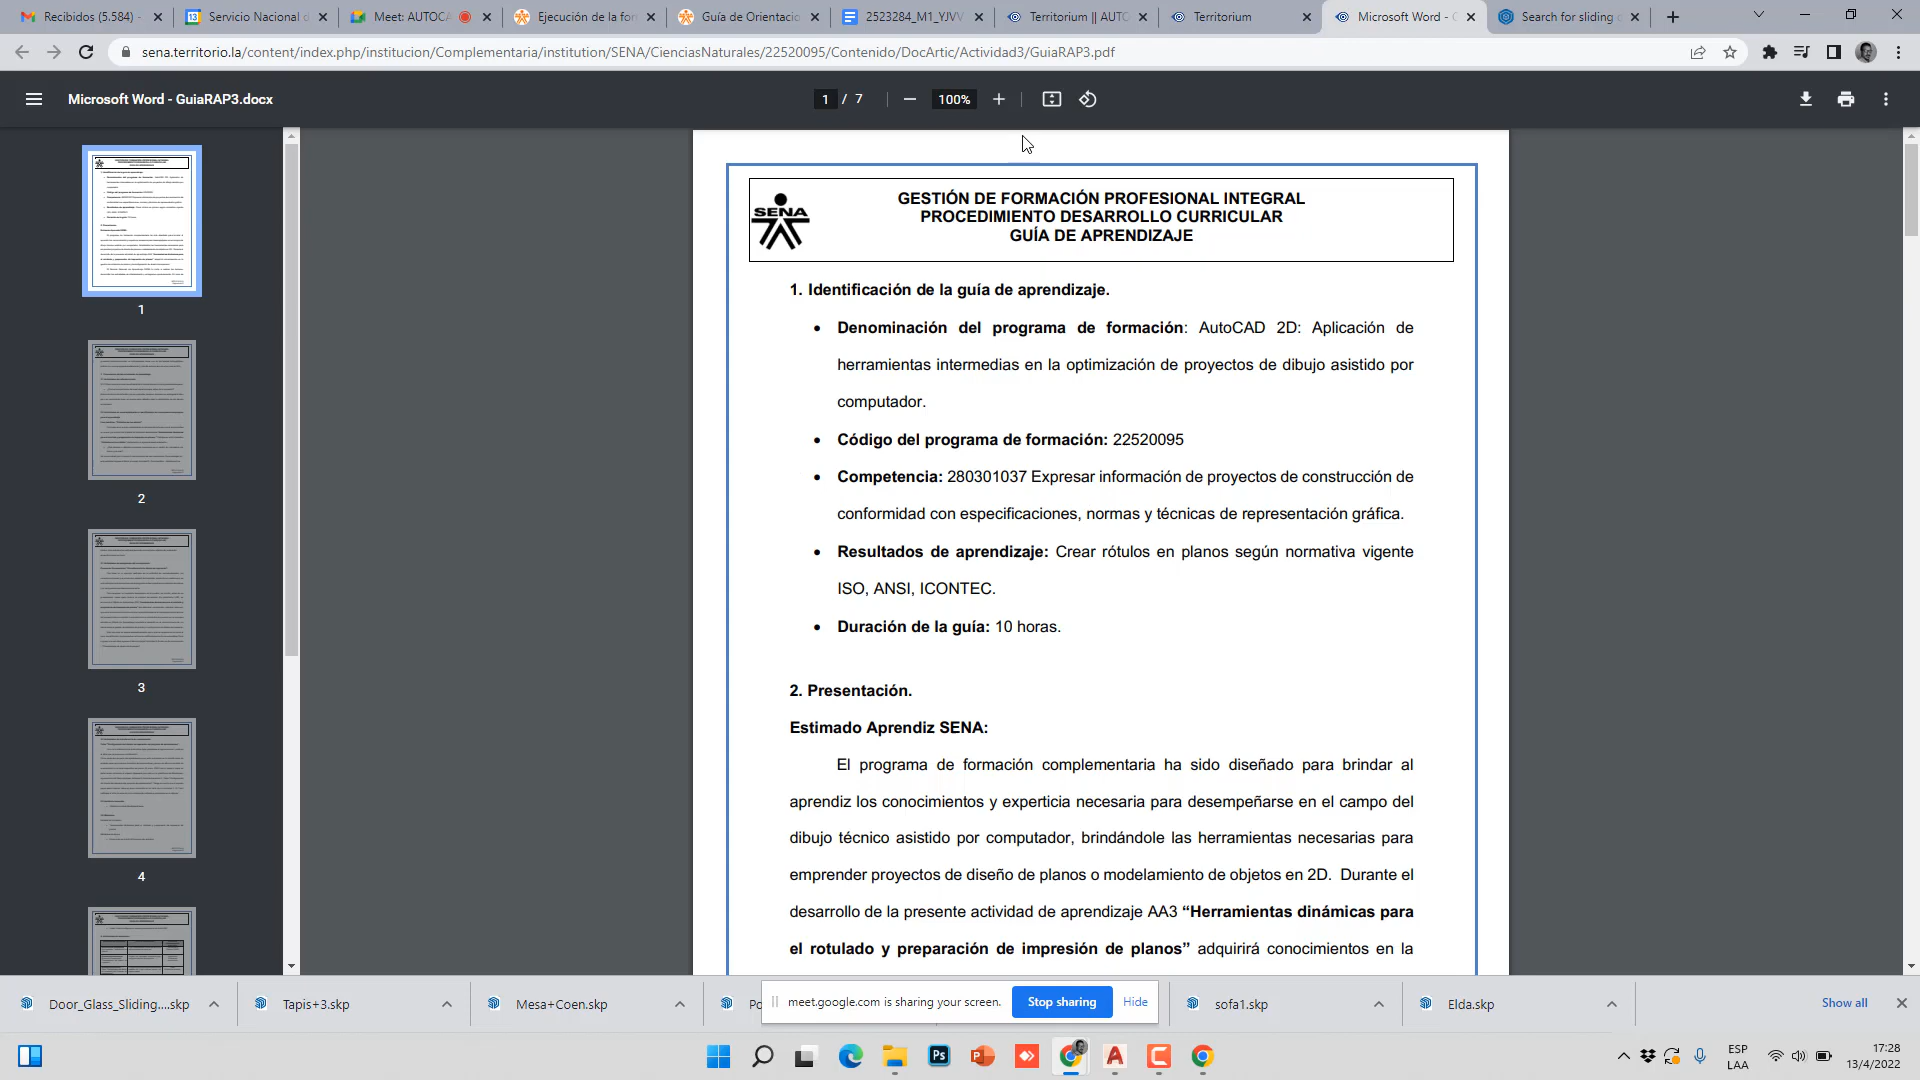 Recibidos (5.584) -
Servicio Nacional d
Meet: AUTOCA
Ejecución de la for
Guía de Orientacio
2523284_M1_YJVV
Territorium || AUTO
Territorium
Microsoft Word - G
Search for sliding d
sena.territorio.la/content/index.php/institucion/Complementaria/institution/SENA/CienciasNaturales/22520095/Contenido/DocArtic/Actividad3/GuiaRAP3.pdf
Microsoft Word - GuiaRAP3.docx
1 / 7
100%
1
2
3
4
SENA
GESTIÓN DE FORMACIÓN PROFESIONAL INTEGRAL
PROCEDIMIENTO DESARROLLO CURRICULAR
GUÍA DE APRENDIZAJE
1. Identificación de la guía de aprendizaje.
• Denominación del programa de formación: AutoCAD 2D: Aplicación de
herramientas intermedias en la optimización de proyectos de dibujo asistido por
computador.
• Código del programa de formación: 22520095
• Competencia: 280301037 Expresar información de proyectos de construcción de
conformidad con especificaciones, normas y técnicas de representación gráfica.
• Resultados de aprendizaje: Crear rótulos en planos según normativa vigente
ISO, ANSI, ICONTEC.
• Duración de la guía: 10 horas.
2. Presentación.
Estimado Aprendiz SENA:
El programa de formación complementaria ha sido diseñado para brindar al
aprendiz los conocimientos y experticia necesaria para desempeñarse en el campo del
dibujo técnico asistido por computador, brindándole las herramientas necesarias para
emprender proyectos de diseño de planos o modelamiento de objetos en 2D. Durante el
desarrollo de la presente actividad de aprendizaje AA3 “Herramientas dinámicas para
el rotulado y preparación de impresión de planos” adquirirá conocimientos en la
Door_Glass_Sliding....skp
Tapis+3.skp
Mesa+Coen.skp
Po
meet.google.com is sharing your screen.
Stop sharing
Hide
sofa1.skp
Elda.skp
Show all
ESP
LAA
17:28
13/4/2022